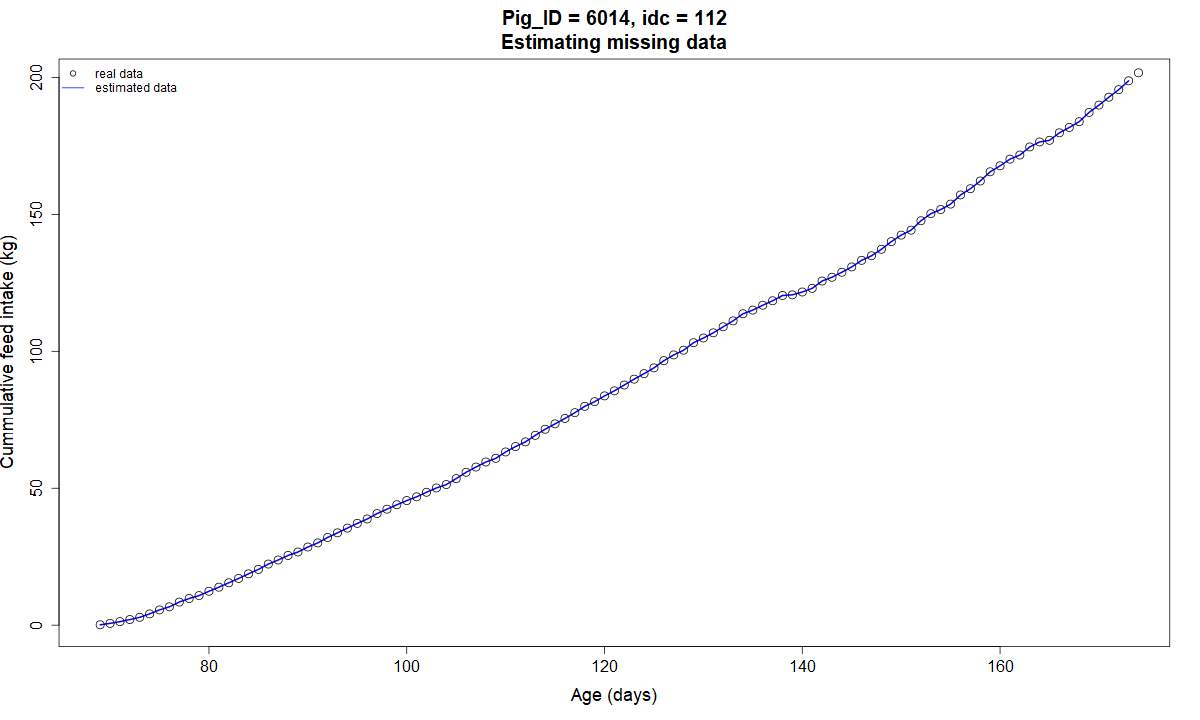 Pig_ID = 6014, idc = 112
Estimating missing data
real data
estimated data
200
150
100
50
0
Cummulative feed intake (kg)
80
100
120
140
160
Age (days)